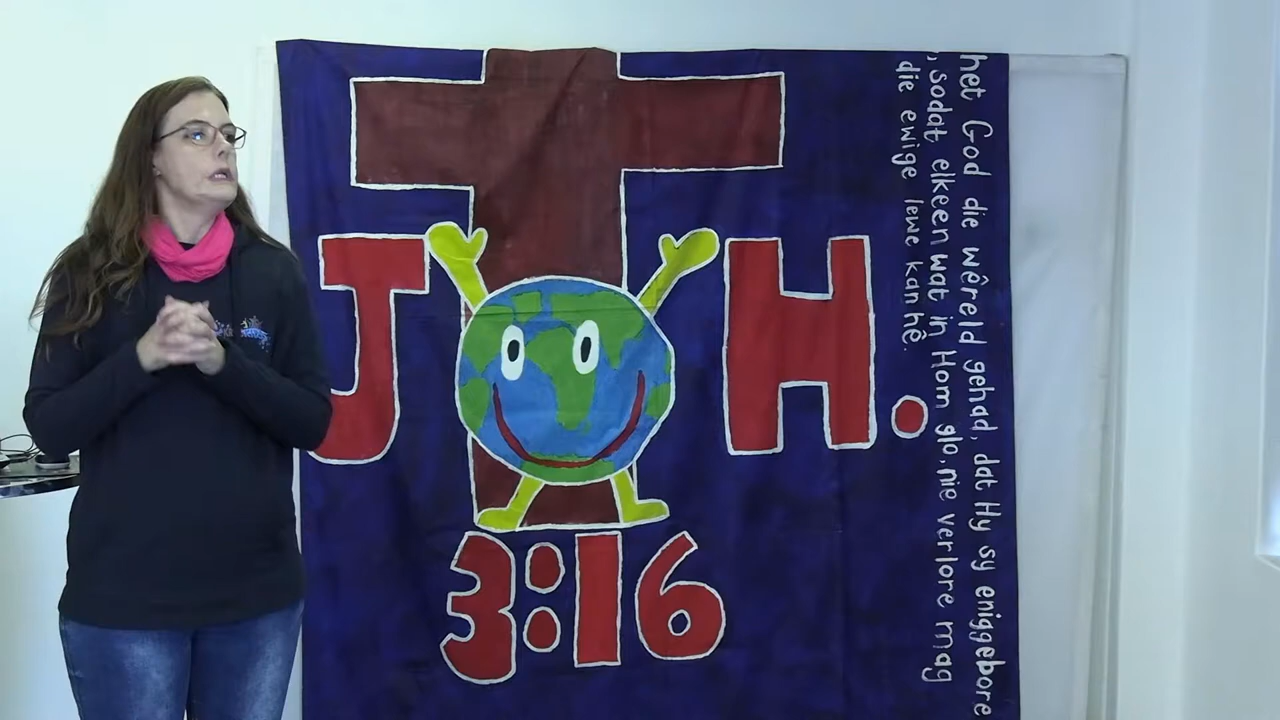 J H.
3:16
het God die wêreld gehad, dat Hy sy eniggebore
, sodat elkeen wat in Hom glo, nie verlore mag
die ewige lewe kan hê.